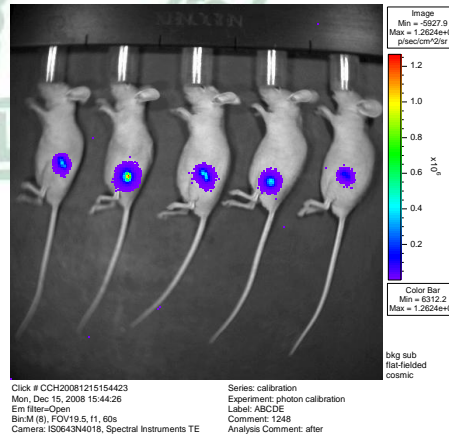 Image
Min = -5927.9
Max = 1.2624e+0
p/sec/cm^2/sr
1.2
1.0
0.8
x10^6
0.6
0.4
0.2
Color Bar
Min = 6312.2
Max = 1.2624e+0
bkg sub
flat-fielded
cosmic
Click # CCH20081215154423
Mon, Dec 15, 2008 15:44:26
Em filter=Open
Bin:M (8), FOV19.5, f1, 60s
Camera: IS0643N4018, Spectral Instruments TE
Series: calibration
Experiment: photon calibration
Label: ABCDE
Comment: 1248
Analysis Comment: after